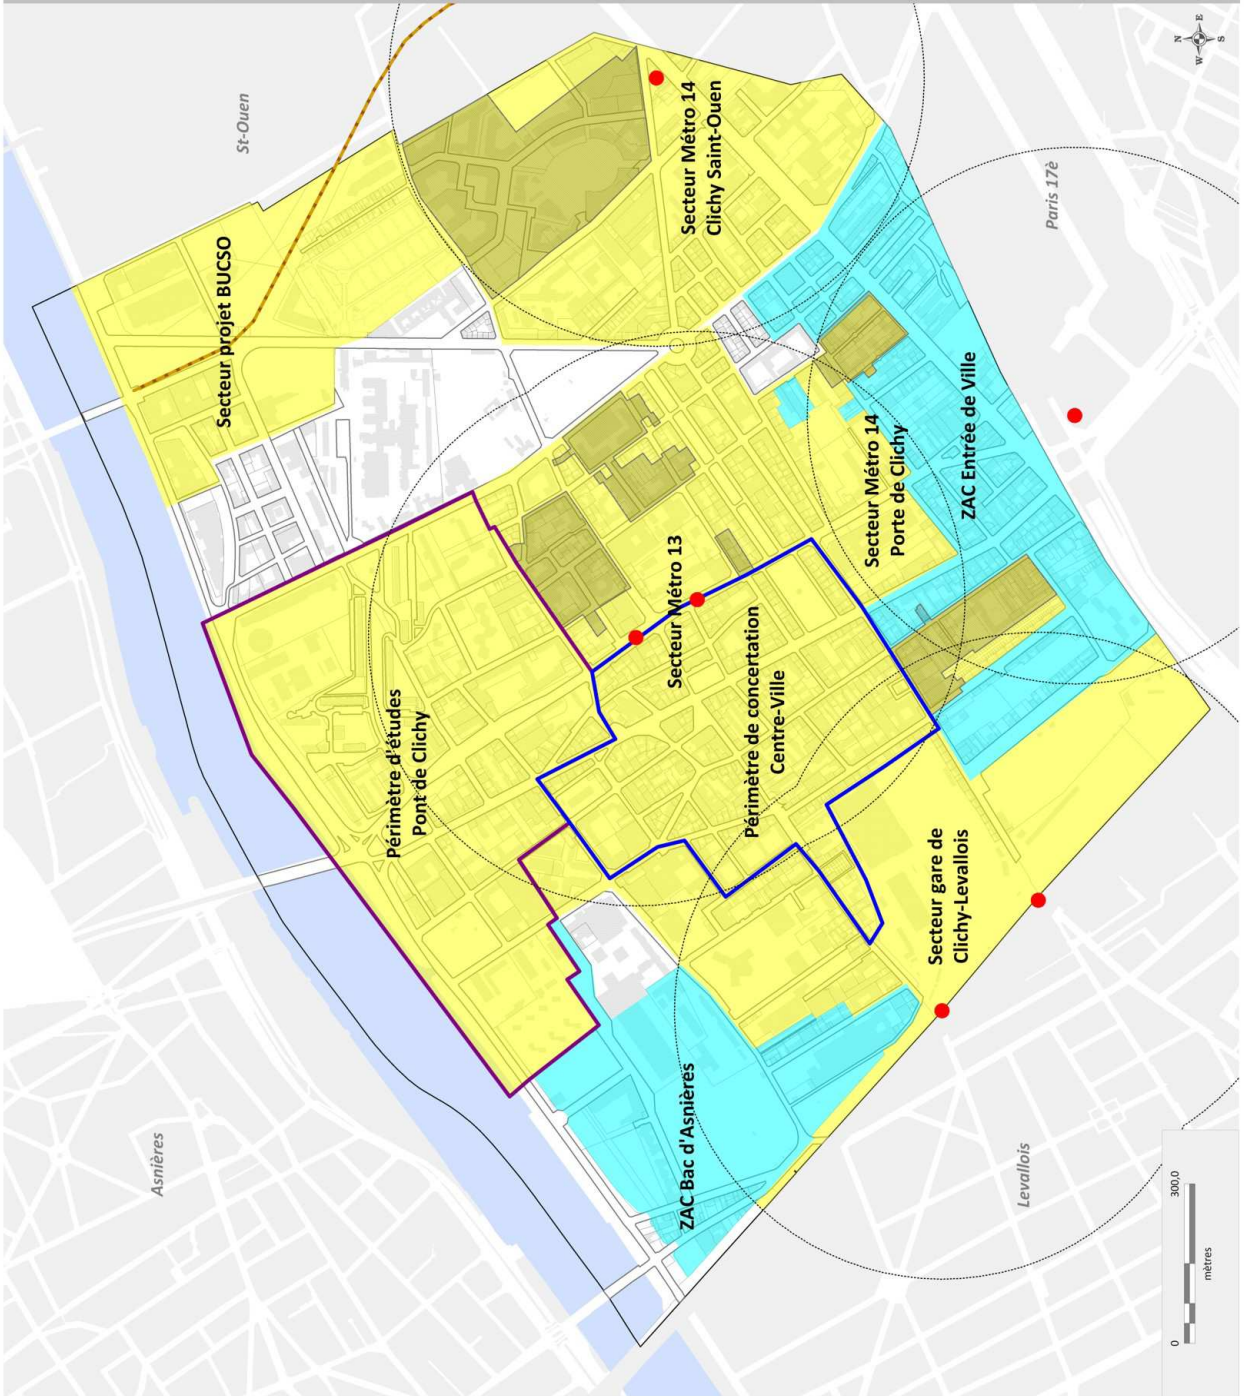 N
E
S
W
St-Ouen
Secteur projet BUCSO
Secteur Métro 14
Clichy Saint-Ouen
Paris 17è
Secteur Métro 14
Porte de Clichy
ZAC Entrée de Ville
Secteur Métro 13
Périmètre d'études
Pont de Clichy
Périmètre de concertation
Centre-Ville
Secteur gare de
Clichy-Levallois
ZAC Bac d'Asnières
Asnières
Levallois
0
300,0
mètres